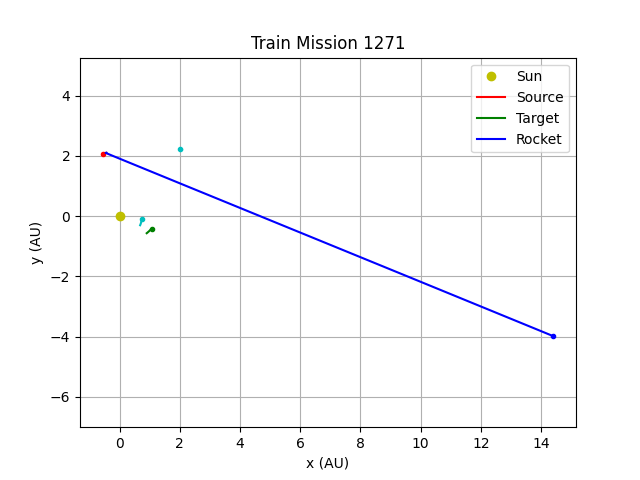 Train Mission 1271
Sun
Source
Target
Rocket
y (AU)
4
2
0
−2
−4
−6
0
2
4
6
8
10
12
14
x (AU)